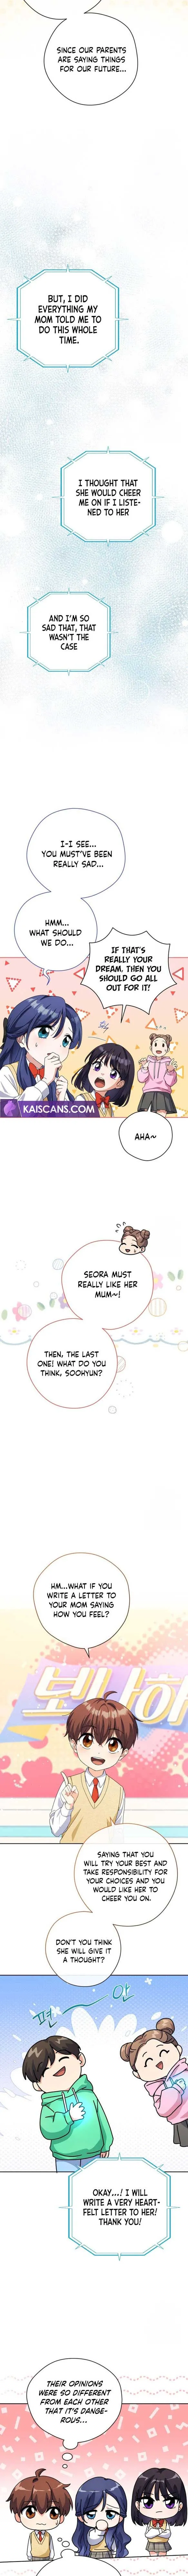 SINCE OUR PARENTS
ARE SAYING THINGS
FOR OUR FUTURE...
BUT, I DID
EVERYTHING MY
MOM TOLD ME TO
DO THIS WHOLE
TIME.
I THOUGHT THAT
SHE WOULD CHEER
ME ON IF I LISTE-
NED TO HER
AND I'M SO
SAD THAT, THAT
WASN'T THE
CASE
I-I SEE...
YOU MUST'VE BEEN
REALLY SAD...
HMM...
WHAT SHOULD
WE DO...
IF THAT'S
REALLY YOUR
DREAM. THEN YOU
SHOULD GO ALL
OUT FOR IT!
KAISCANS.COM
AHA~
SEORA MUST
REALLY LIKE HER
MUM~!
THEN, THE LAST
ONE! WHAT DO YOU
THINK, SOOHYUN?
HM...WHAT IF YOU
WRITE A LETTER TO
YOUR MOM SAYING
HOW YOU FEEL?
보나하
SAYING THAT YOU
WILL TRY YOUR BEST AND
TAKE RESPONSIBILITY FOR
YOUR CHOICES AND YOU
WOULD LIKE HER TO
CHEER YOU ON.
DON'T YOU THINK
SHE WILL GIVE IT
A THOUGHT?
편~안
OKAY...! I WILL
WRITE A VERY HEART-
FELT LETTER TO HER!
THANK YOU!
THEIR OPINIONS
WERE SO DIFFERENT
FROM EACH OTHER
THAT IT'S DANGE-
ROUS...